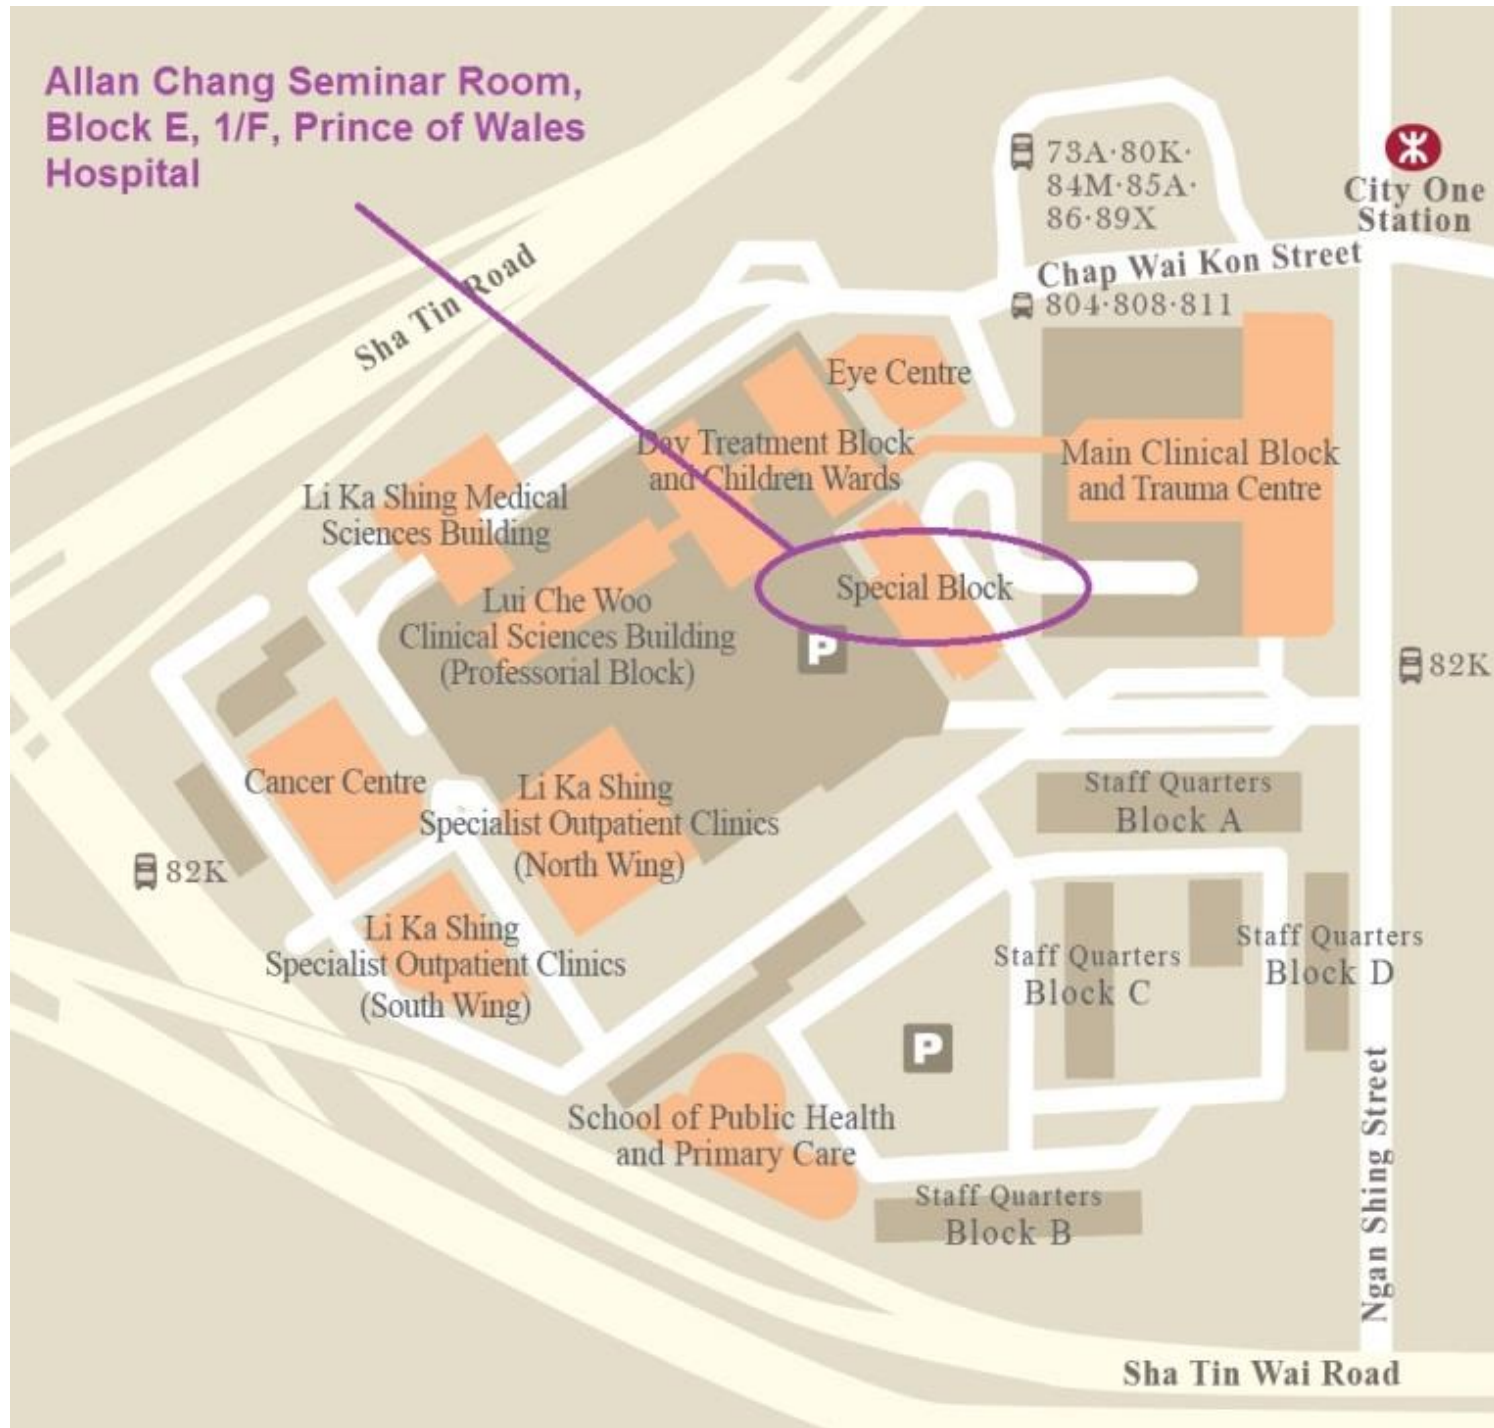 Allan Chang Seminar Room,
Block E, 1/F, Prince of Wales
Hospital
73A·80K·
84M·85A·
86·89X
City One
Station
Chap Wai Kon Street
804·808·811
Sha Tin Road
Eye Centre
Day Treatment Block
and Children Wards
Main Clinical Block
and Trauma Centre
Li Ka Shing Medical
Sciences Building
Special Block
Lui Che Woo
Clinical Sciences Building
(Professorial Block)
P
82K
Cancer Centre
Li Ka Shing
Specialist Outpatient Clinics
(North Wing)
Staff Quarters
Block A
82K
Li Ka Shing
Specialist Outpatient Clinics
(South Wing)
Staff Quarters
Block C
Staff Quarters
Block D
P
School of Public Health
and Primary Care
Staff Quarters
Block B
Ngan Shing Street
Sha Tin Wai Road